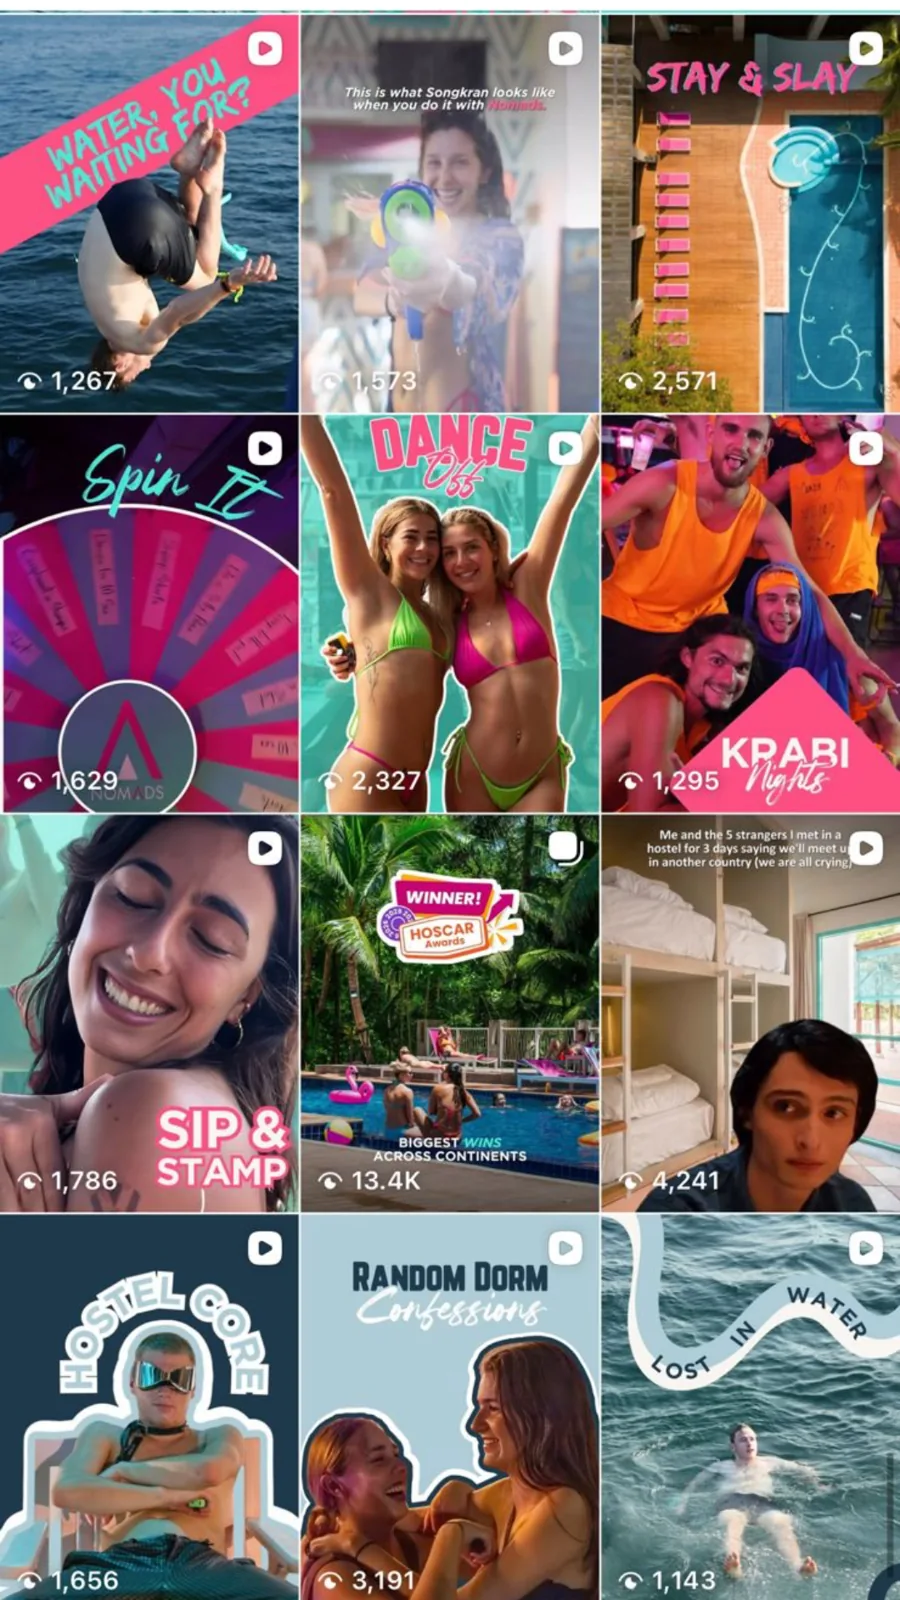 WATER, YOU
WAITING FOR?
1,267
This is what Songkran looks like
when you do it with Nomads.
1,573
STAY & SLAY
2,571
Spin It
NOMADS
1,629
DANCE
Off
2,327
KRABI
Nights
1,295
SIP &
STAMP
1,786
WINNER!
HOSCAR
Awards
BIGGEST WINS
ACROSS CONTINENTS
13.4K
Me and the 5 strangers I met in a
hostel for 3 days saying we'll meet
in another country (we are all crying)
4,241
HOSTEL CORE
1,656
RANDOM DORM
Confessions
3,191
LOST IN WATER
1,143